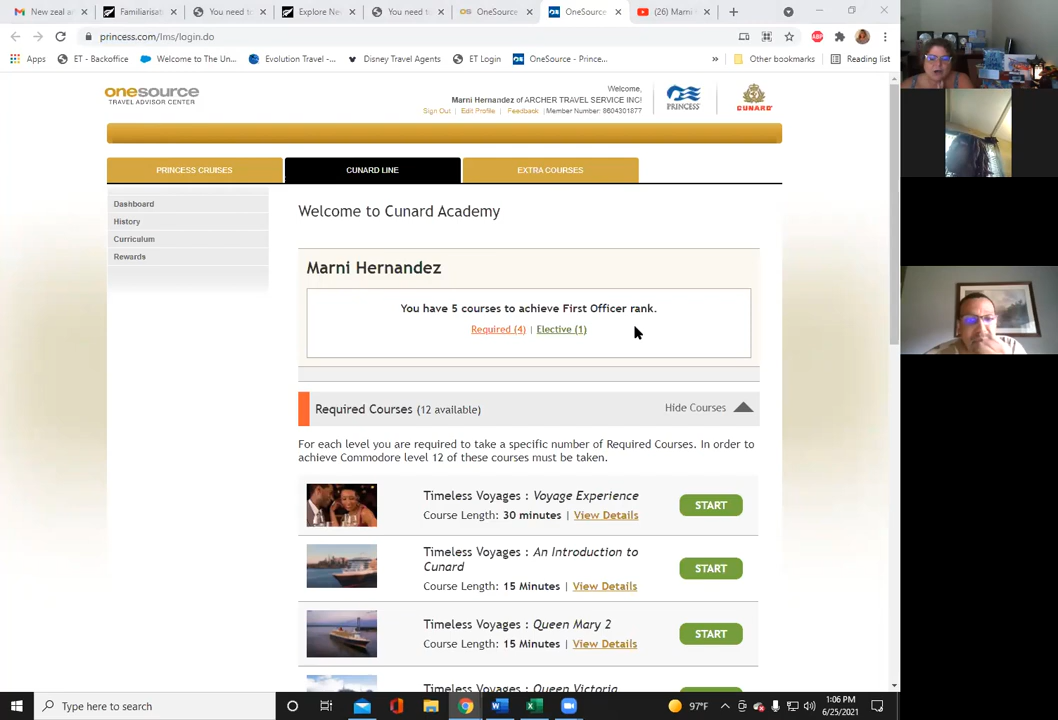 New zeal a
Familiarisat
You need t
Explore Ne
You need t
OneSource
OneSource
(26) Marni
princess.com/lms/login.do
Apps
ET - Backoffice
Welcome to The Un...
Evolution Travel -...
Disney Travel Agents
ET Login
OneSource - Prince...
»
Other bookmarks
Reading list
onesource
TRAVEL ADVISOR CENTER
Welcome,
Marni Hernandez of ARCHER TRAVEL SERVICE INC!
Sign Out | Edit Profile | Feedback | Member Number: 8604301877
PRINCESS
CUNARD
PRINCESS CRUISES
CUNARD LINE
EXTRA COURSES
Dashboard
History
Curriculum
Rewards
Welcome to Cunard Academy
Marni Hernandez
You have 5 courses to achieve First Officer rank.
Required (4) | Elective (1)
Required Courses (12 available)
Hide Courses
For each level you are required to take a specific number of Required Courses. In order to
achieve Commodore level 12 of these courses must be taken.
Timeless Voyages : Voyage Experience
Course Length: 30 minutes | View Details
START
Timeless Voyages : An Introduction to
Cunard
Course Length: 15 Minutes | View Details
START
Timeless Voyages : Queen Mary 2
Course Length: 15 Minutes | View Details
START
Timeless Voyages : Queen Victoria
Type here to search
97°F
1:06 PM
6/25/2021